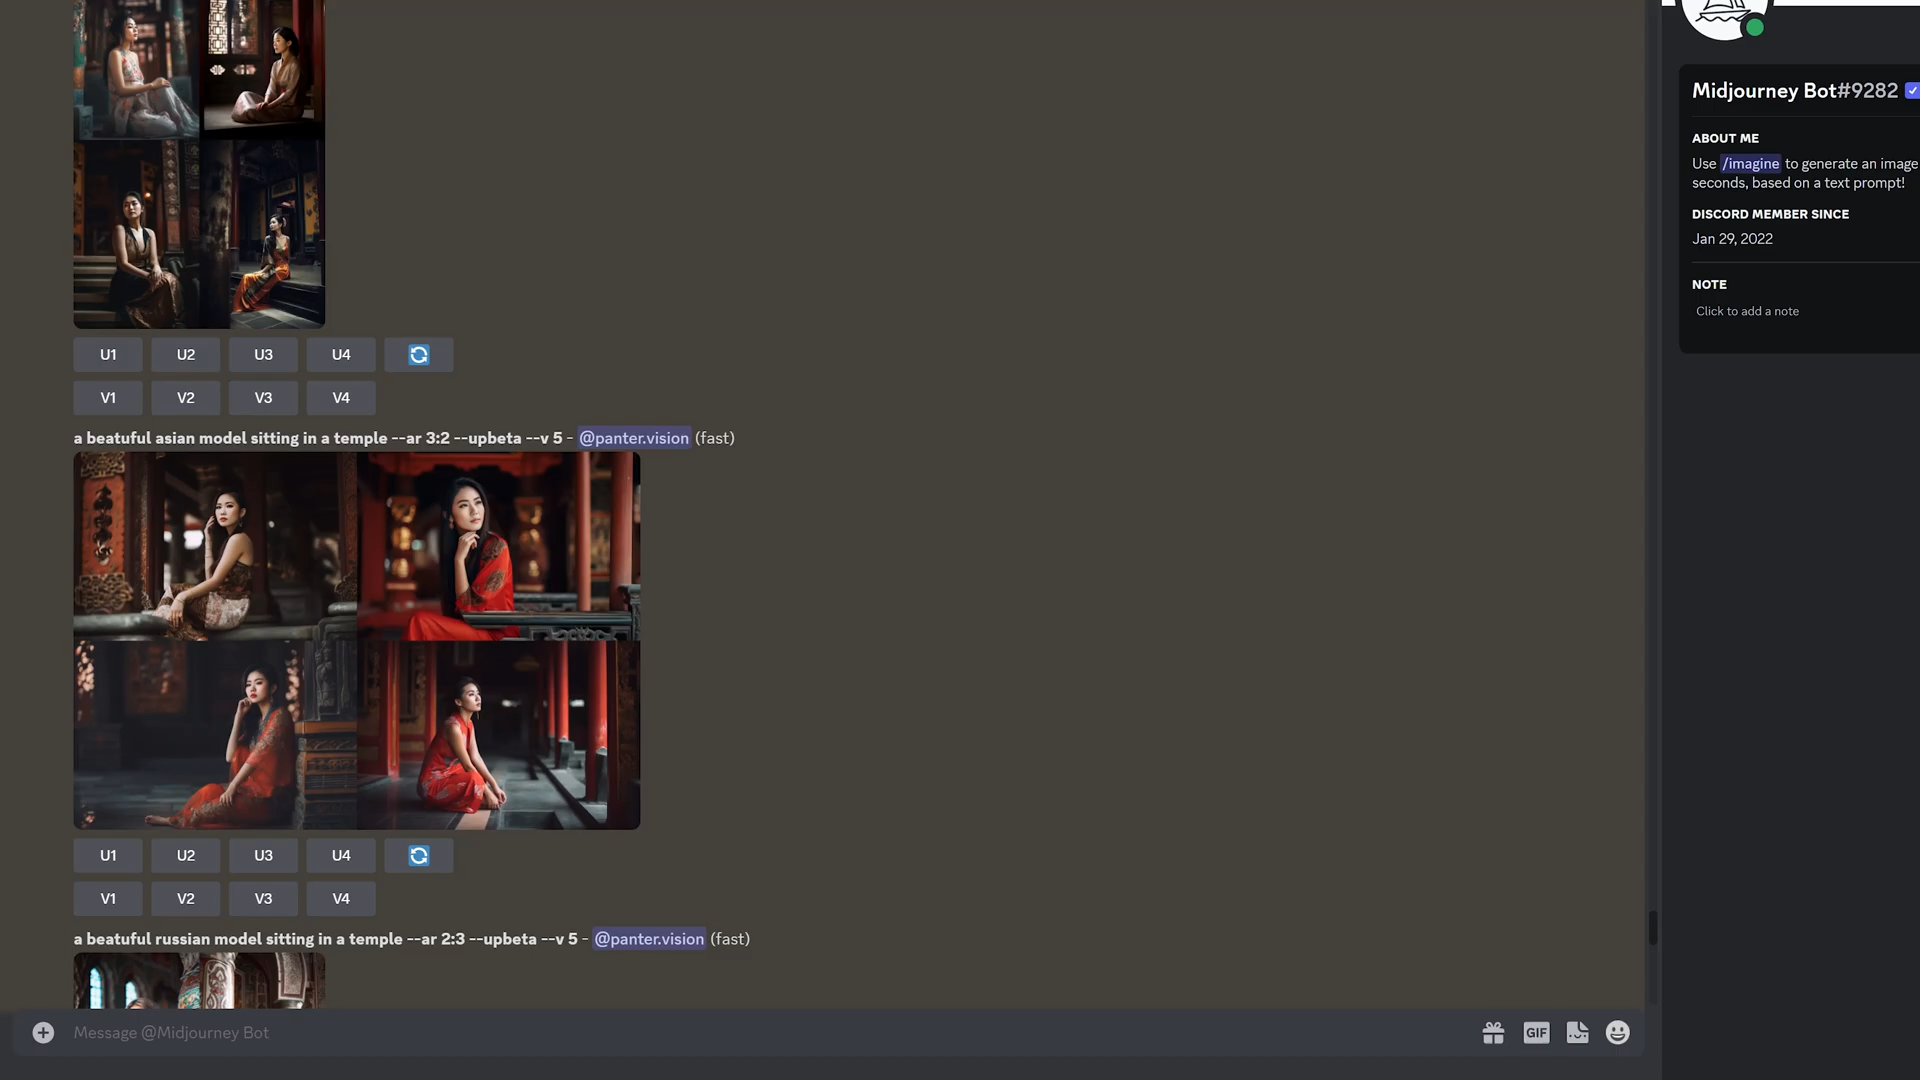 U1 U2 U3 U4
V1 V2 V3 V4
a beatuful asian model sitting in a temple --ar 3:2 --upbeta --v 5 - @panter.vision (fast)
U1 U2 U3 U4
V1 V2 V3 V4
a beatuful russian model sitting in a temple --ar 2:3 --upbeta --v 5 - @panter.vision (fast)
Message @Midjourney Bot
GIF
Midjourney Bot#9282
ABOUT ME
Use /imagine to generate an image
seconds, based on a text prompt!
DISCORD MEMBER SINCE
Jan 29, 2022
NOTE
Click to add a note